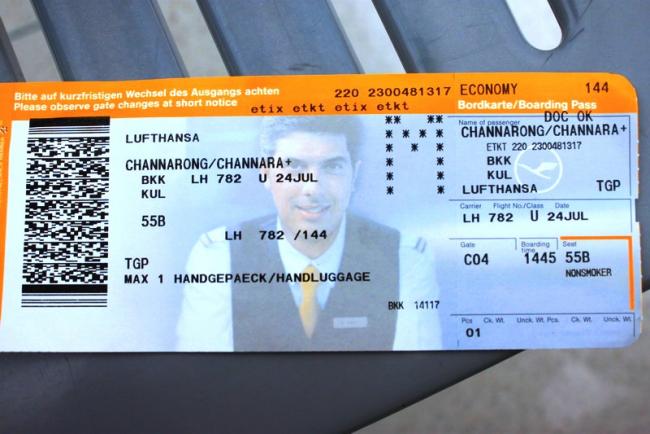 Bitte auf kurzfristigen Wechsel des Ausgangs achten
Please observe gate changes at short notice
etix etkt etix etkt
220 2300481317
ECONOMY 144
Bordkarte/Boarding Pass
LUFTHANSA
CHANNARONG/CHANNARA+
BKK LH 782 U 24JUL
KUL
55B
LH 782 /144
TGP
MAX 1 HANDGEPAECK/HANDLUGGAGE
BKK 14117
DOC OK
Name of passenger
CHANNARONG/CHANNARA+
ETKT 220 2300481317
BKK
KUL
LUFTHANSA TGP
Carrier Flight No./Class Date
LH 782 U 24JUL
Gate Boarding time Seat
C04 1445 55B
NONSMOKER
Pcs Ck. Wt. Unck. Wt. Pcs. Ck. Wt. Unck. Wt.
01